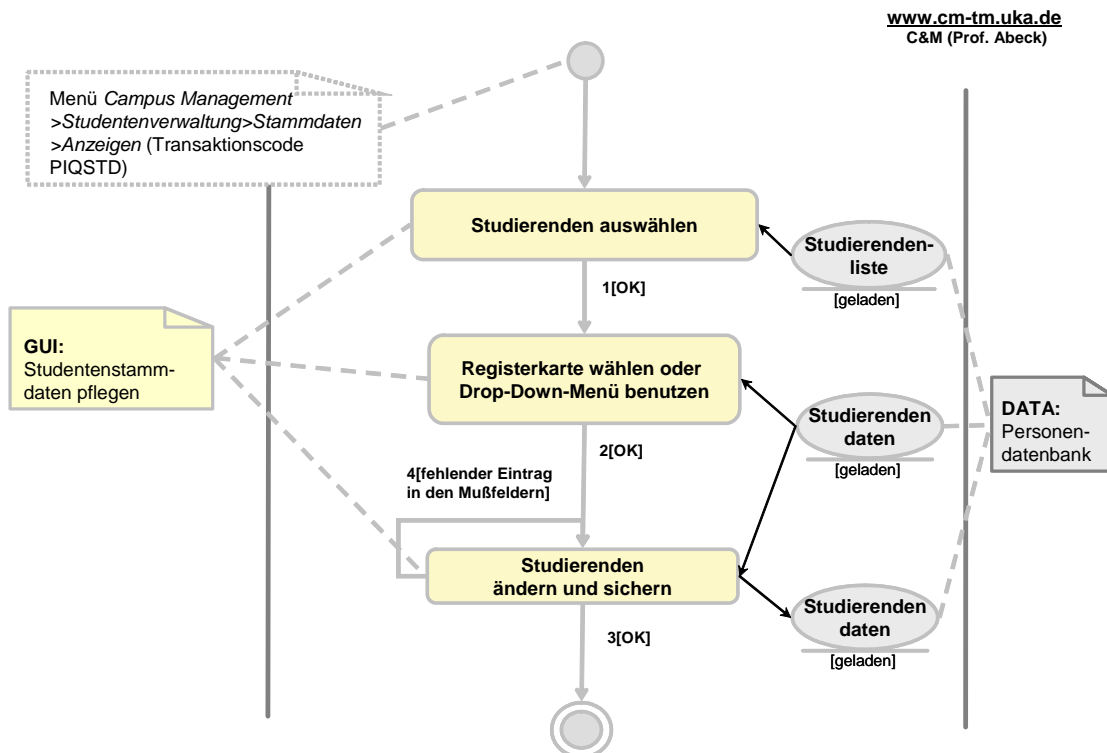 www.cm-tm.uka.de
C&M (Prof. Abeck)
Menü Campus Management
>Studentenverwaltung>Stammdaten
>Anzeigen (Transaktionscode
PIQSTD)
Studierenden auswählen
Studierenden-
liste
[geladen]
1[OK]
GUI:
Studentenstamm-
daten pflegen
Registerkarte wählen oder
Drop-Down-Menü benutzen
Studierenden
daten
[geladen]
DATA:
Personen-
datenbank
2[OK]
4[fehlender Eintrag
in den Mußfeldern]
Studierenden
ändern und sichern
Studierenden
daten
[geladen]
3[OK]